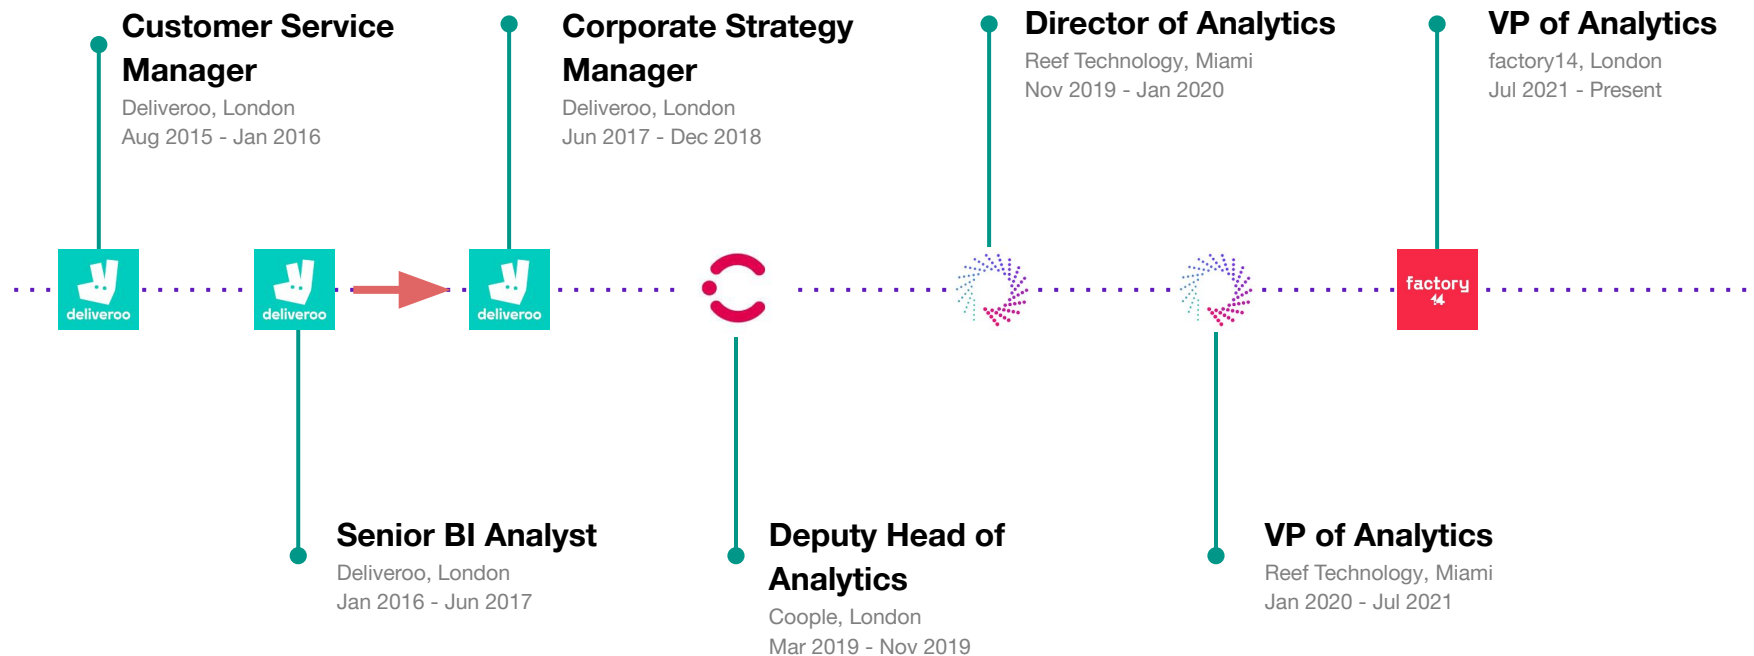 Customer Service
Manager
Deliveroo, London
Aug 2015 - Jan 2016
Corporate Strategy
Manager
Deliveroo, London
Jun 2017 - Dec 2018
Director of Analytics
Reef Technology, Miami
Nov 2019 - Jan 2020
VP of Analytics
factory14, London
Jul 2021 - Present
deliveroo
deliveroo
deliveroo
factory
14
Senior BI Analyst
Deliveroo, London
Jan 2016 - Jun 2017
Deputy Head of
Analytics
Coople, London
Mar 2019 - Nov 2019
VP of Analytics
Reef Technology, Miami
Jan 2020 - Jul 2021